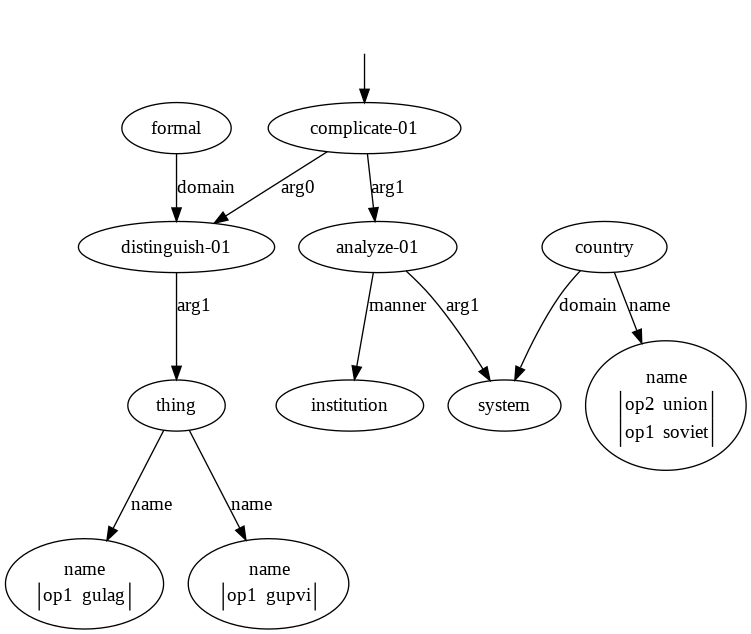 formal
complicate-01
domain
arg0
arg1
distinguish-01
analyze-01
country
arg1
manner
arg1
domain
name
thing
institution
system
name
op2 union
op1 soviet
name
name
name
op1 gulag
name
op1 gupvi